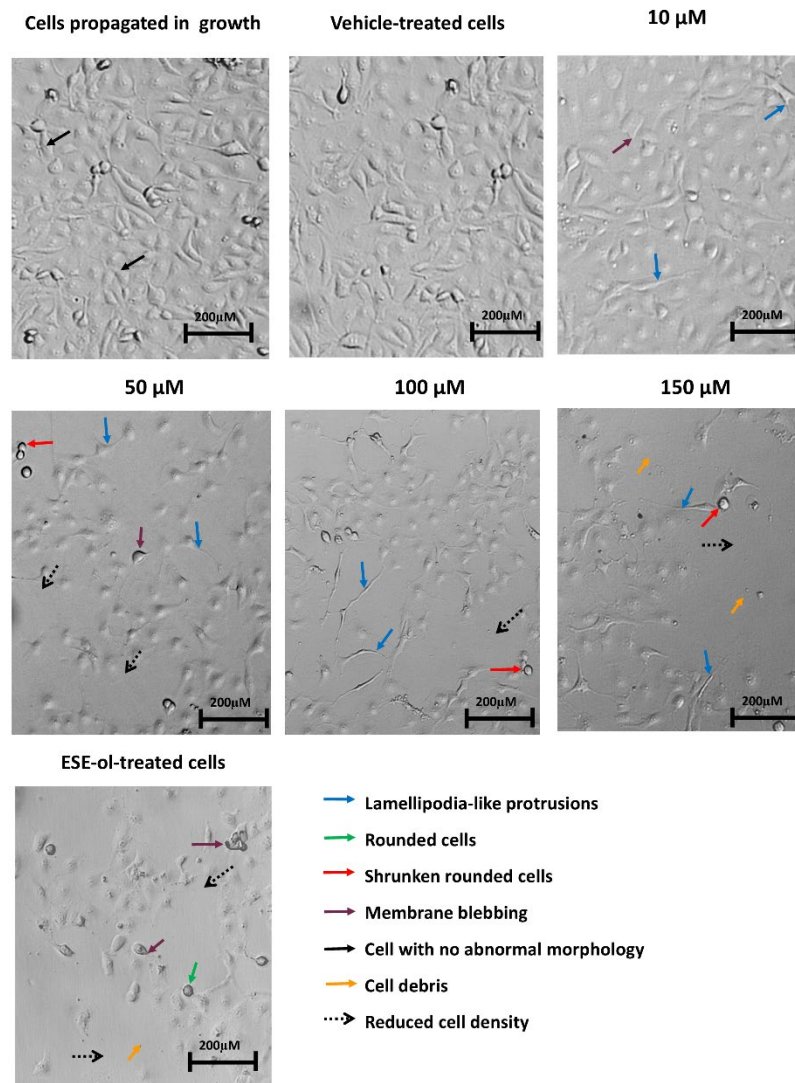 Cells propagated in growth
Vehicle-treated cells
10 µM
200µM
200µM
200µM
50 µM
100 µM
150 µM
200µM
200µM
200µM
ESE-ol-treated cells
200µM
Lamellipodia-like protrusions
Rounded cells
Shrunken rounded cells
Membrane blebbing
Cell with no abnormal morphology
Cell debris
Reduced cell density